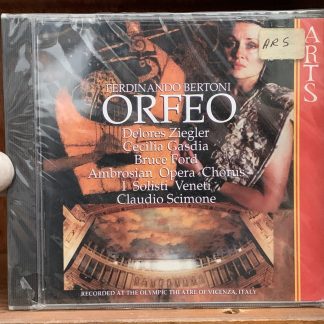 ARS
ARTS
FERDINANDO BERTONI
ORFEO
Delores Ziegler
Cecilia Gasdia
Bruce Ford
Ambrosian Opera Chorus
I Solisti Veneti
Claudio Scimone
RECORDED AT THE OLYMPIC THEATRE OF VICENZA, ITALY